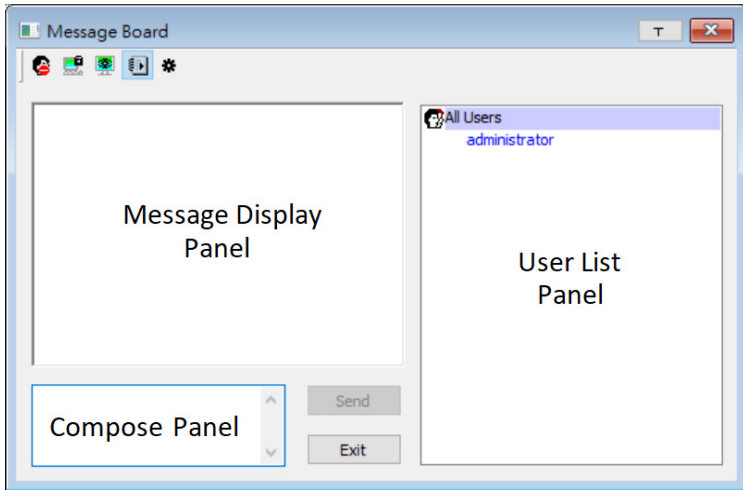 Message Board
T
All Users
administrator
Message Display
Panel
User List
Panel
Compose Panel
Send
Exit